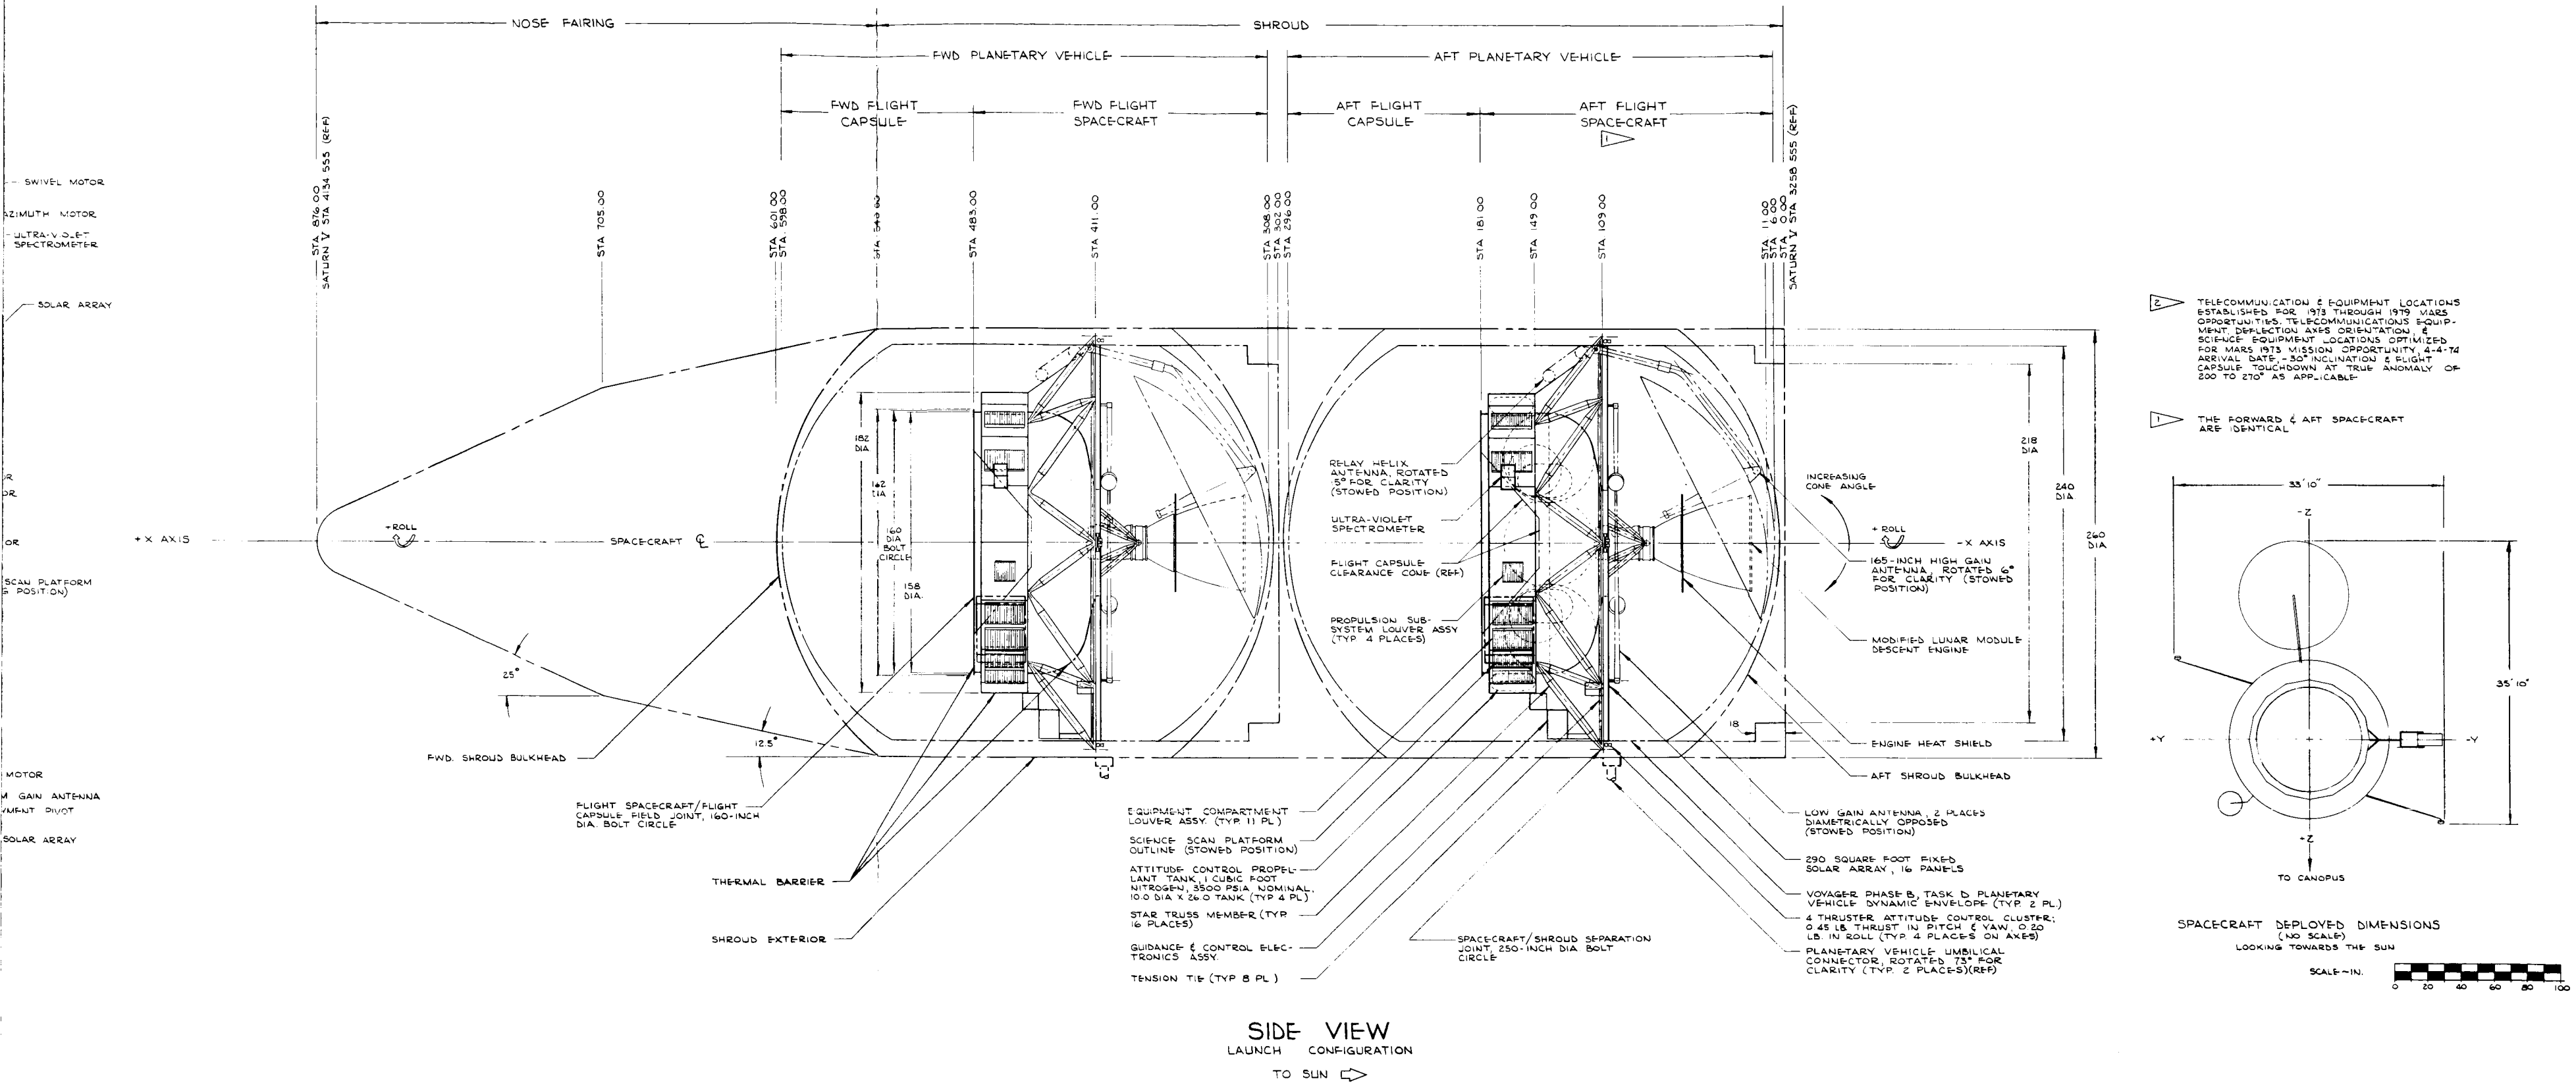 NOSE FAIRING
SHROUD
FWD PLANETARY VEHICLE
AFT PLANETARY VEHICLE
FWD FLIGHT
CAPSULE
FWD FLIGHT
SPACECRAFT
AFT FLIGHT
CAPSULE
AFT FLIGHT
SPACECRAFT
1
STA 876.00
SATURN V STA 4134 555 (REF)
STA 705.00
STA 601.00
STA. 598.00
STA 483.00
STA 411.00
STA 308.00
STA 302.00
STA 296.00
STA 181.00
STA 149.00
STA 109.00
STA 11.00
STA 6.00
STA 0.00
SATURN V STA 3258 555 (REF)
SWIVEL MOTOR
AZIMUTH MOTOR
ULTRA-VIOLET
SPECTROMETER
SOLAR ARRAY
OR
SCAN PLATFORM
POSITION)
MOTOR
GAIN ANTENNA
PIVOT
SOLAR ARRAY
+X AXIS
+ROLL
SPACECRAFT ℄
182
DIA
162
DIA
160
DIA
BOLT
CIRCLE
158
DIA.
25°
12.5°
FWD. SHROUD BULKHEAD
FLIGHT SPACECRAFT/FLIGHT
CAPSULE FIELD JOINT, 160-INCH
DIA. BOLT CIRCLE
THERMAL BARRIER
SHROUD EXTERIOR
RELAY HELIX
ANTENNA, ROTATED
15° FOR CLARITY
(STOWED POSITION)
ULTRA-VIOLET
SPECTROMETER
FLIGHT CAPSULE
CLEARANCE CONE (REF)
PROPULSION SUB-
SYSTEM LOUVER ASSY
(TYP 4 PLACES)
EQUIPMENT COMPARTMENT
LOUVER ASSY. (TYP. 11 PL)
SCIENCE SCAN PLATFORM
OUTLINE (STOWED POSITION)
ATTITUDE CONTROL PROPEL-
LANT TANK, 1 CUBIC FOOT
NITROGEN, 3500 PSIA NOMINAL,
10.0 DIA X 26.0 TANK (TYP 4 PL)
STAR TRUSS MEMBER (TYP
16 PLACES)
GUIDANCE & CONTROL ELEC-
TRONICS ASSY.
TENSION TIE (TYP 8 PL)
SPACECRAFT/SHROUD SEPARATION
JOINT, 250-INCH DIA. BOLT
CIRCLE
INCREASING
CONE ANGLE
+ROLL
-X AXIS
165-INCH HIGH GAIN
ANTENNA, ROTATED 6°
FOR CLARITY (STOWED
POSITION)
MODIFIED LUNAR MODULE
DESCENT ENGINE
18
218
DIA
240
DIA
260
DIA
ENGINE HEAT SHIELD
AFT SHROUD BULKHEAD
LOW GAIN ANTENNA, 2 PLACES
DIAMETRICALLY OPPOSED
(STOWED POSITION)
290 SQUARE FOOT FIXED
SOLAR ARRAY, 16 PANELS
VOYAGER PHASE B, TASK D PLANETARY
VEHICLE DYNAMIC ENVELOPE (TYP. 2 PL.)
4 THRUSTER ATTITUDE CONTROL CLUSTER;
0.45 LB THRUST IN PITCH & YAW, 0.20
LB. IN ROLL (TYP. 4 PLACES ON AXES)
PLANETARY VEHICLE UMBILICAL
CONNECTOR, ROTATED 73° FOR
CLARITY (TYP. 2 PLACES)(REF)
2
TELECOMMUNICATION & EQUIPMENT LOCATIONS
ESTABLISHED FOR 1973 THROUGH 1979 MARS
OPPORTUNITIES. TELECOMMUNICATIONS EQUIP-
MENT, DEFLECTION AXES ORIENTATION, &
SCIENCE EQUIPMENT LOCATIONS OPTIMIZED
FOR MARS 1973 MISSION OPPORTUNITY, 4-4-74
ARRIVAL DATE, -30° INCLINATION & FLIGHT
CAPSULE TOUCHDOWN AT TRUE ANOMALY OF
200 TO 270° AS APPLICABLE
1
THE FORWARD & AFT SPACECRAFT
ARE IDENTICAL
33'10"
-Z
35'10"
+Y
-Y
+Z
TO CANOPUS
SPACECRAFT DEPLOYED DIMENSIONS
(NO SCALE)
LOOKING TOWARDS THE SUN
SCALE~IN.
0 20 40 60 80 100
SIDE VIEW
LAUNCH CONFIGURATION
TO SUN